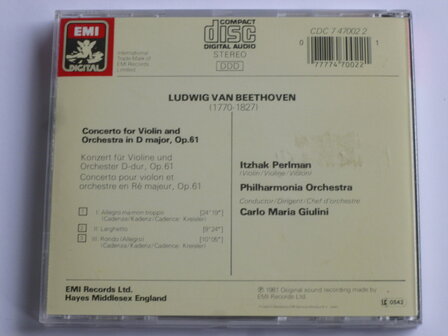 EMI
DIGITAL
International
Trade Mark of
EMI Records
Limited
COMPACT
disc
DIGITAL AUDIO
STEREO
DDD
CDC 7 47002 2
0 77774 70022 1
LUDWIG VAN BEETHOVEN
(1770-1827)
Concerto for Violin and
Orchestra in D major, Op.61
Konzert für Violine und
Orchester D-dur, Op.61
Concerto pour violon et
orchestre en Ré majeur, Op.61
1 I: Allegro ma non troppo [24'19"]
(Cadenza/Kadenz/Cadence: Kreisler)
2 II: Larghetto [9'24"]
3 III: Rondo (Allegro) [10'05"]
(Cadenza/Kadenz/Cadence: Kreisler)
Itzhak Perlman
(Violin/Violine/Violon)
Philharmonia Orchestra
Conductor/Dirigent/Chef d'orchestre
Carlo Maria Giulini
EMI Records Ltd.
Hayes Middlesex England
℗ 1981 Original sound recording made by
EMI Records Ltd.
0542